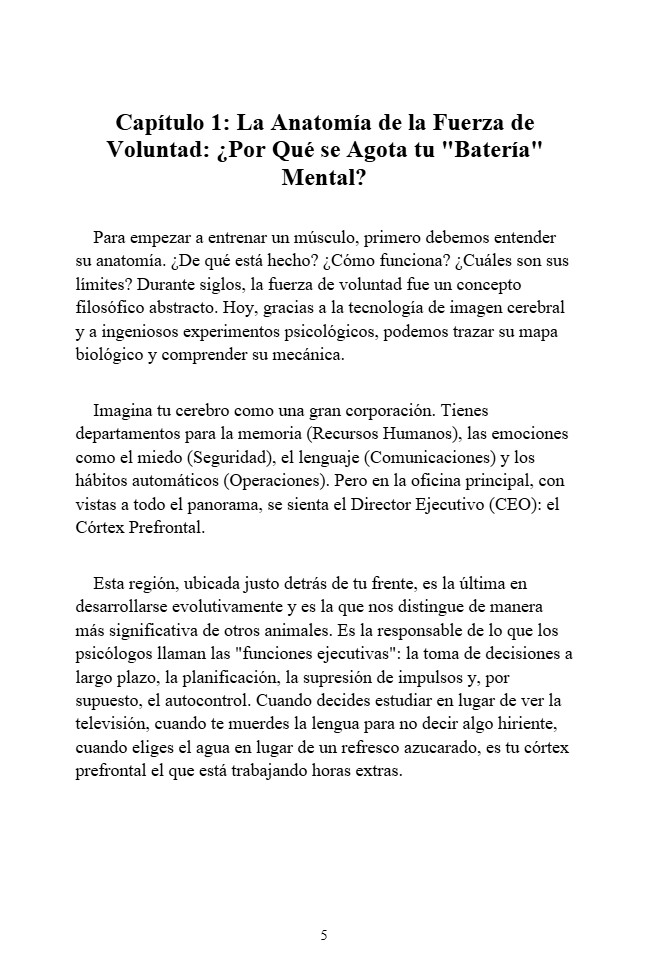 Capítulo 1: La Anatomía de la Fuerza de
Voluntad: ¿Por Qué se Agota tu "Batería"
Mental?
Para empezar a entrenar un músculo, primero debemos entender
su anatomía. ¿De qué está hecho? ¿Cómo funciona? ¿Cuáles son sus
límites? Durante siglos, la fuerza de voluntad fue un concepto
filosófico abstracto. Hoy, gracias a la tecnología de imagen cerebral
y a ingeniosos experimentos psicológicos, podemos trazar su mapa
biológico y comprender su mecánica.
Imagina tu cerebro como una gran corporación. Tienes
departamentos para la memoria (Recursos Humanos), las emociones
como el miedo (Seguridad), el lenguaje (Comunicaciones) y los
hábitos automáticos (Operaciones). Pero en la oficina principal, con
vistas a todo el panorama, se sienta el Director Ejecutivo (CEO): el
Córtex Prefrontal.
Esta región, ubicada justo detrás de tu frente, es la última en
desarrollarse evolutivamente y es la que nos distingue de manera
más significativa de otros animales. Es la responsable de lo que los
psicólogos llaman las "funciones ejecutivas": la toma de decisiones a
largo plazo, la planificación, la supresión de impulsos y, por
supuesto, el autocontrol. Cuando decides estudiar en lugar de ver la
televisión, cuando te muerdes la lengua para no decir algo hiriente,
cuando eliges el agua en lugar de un refresco azucarado, es tu córtex
prefrontal el que está trabajando horas extras.
5